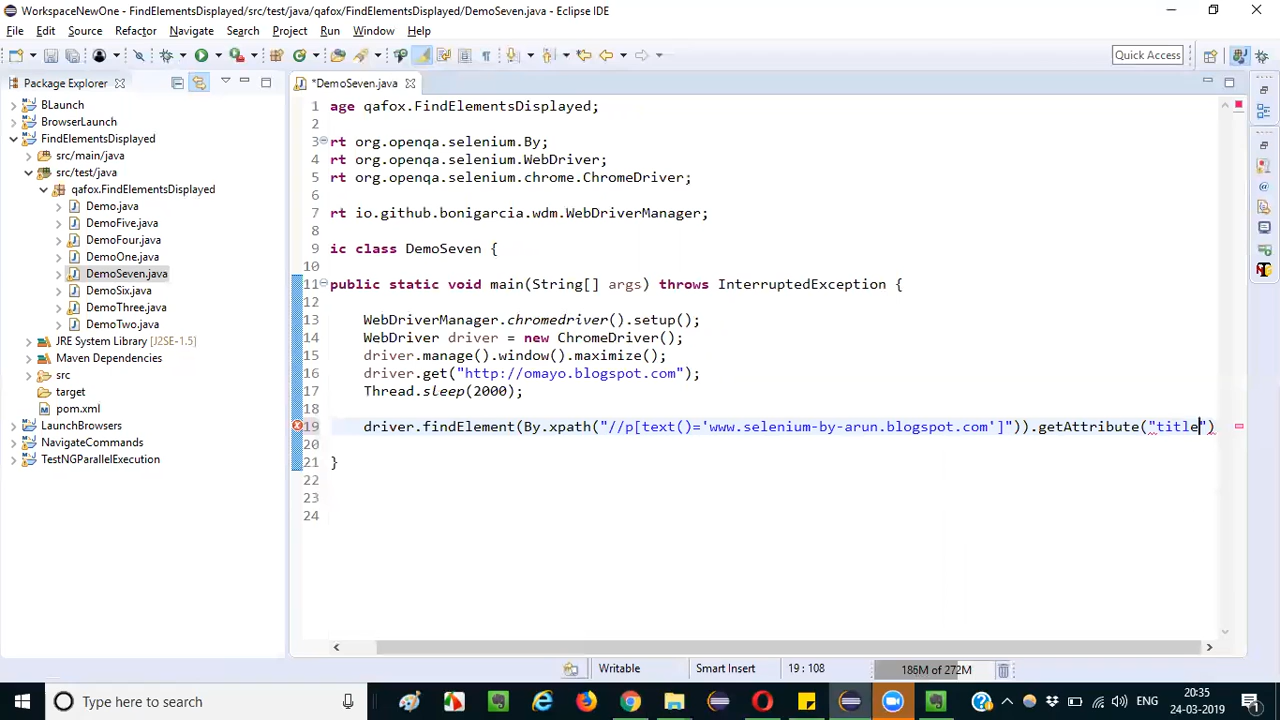 WorkspaceNewOne - FindElementsDisplayed/src/test/java/qafox/FindElementsDisplayed/DemoSeven.java - Eclipse IDE
File Edit Source Refactor Navigate Search Project Run Window Help
Quick Access
Package Explorer
BLaunch
BrowserLaunch
FindElementsDisplayed
src/main/java
src/test/java
qafox.FindElementsDisplayed
Demo.java
DemoFive.java
DemoFour.java
DemoOne.java
DemoSeven.java
DemoSix.java
DemoThree.java
DemoTwo.java
JRE System Library [J2SE-1.5]
Maven Dependencies
src
target
pom.xml
LaunchBrowsers
NavigateCommands
TestNGParallelExecution
*DemoSeven.java
1 age qafox.FindElementsDisplayed;
2
3 rt org.openqa.selenium.By;
4 rt org.openqa.selenium.WebDriver;
5 rt org.openqa.selenium.chrome.ChromeDriver;
6
7 rt io.github.bonigarcia.wdm.WebDriverManager;
8
9 ic class DemoSeven {
10
11 public static void main(String[] args) throws InterruptedException {
12
13 WebDriverManager.chromedriver().setup();
14 WebDriver driver = new ChromeDriver();
15 driver.manage().window().maximize();
16 driver.get("http://omayo.blogspot.com");
17 Thread.sleep(2000);
18
19 driver.findElement(By.xpath("//p[text()='www.selenium-by-arun.blogspot.com']")).getAttribute("title")
20
21 }
22
23
24
Writable Smart Insert 19 : 108 186M of 272M
Type here to search
ENG
20:35
24-03-2019